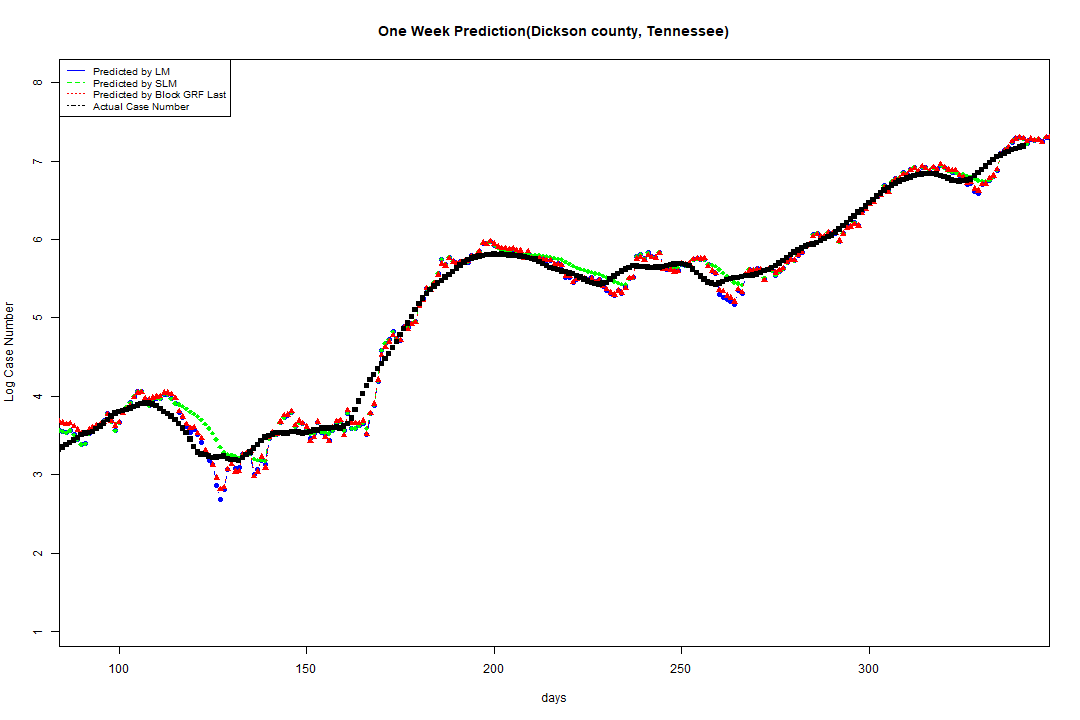 One Week Prediction(Dickson county, Tennessee)
Predicted by LM
Predicted by SLM
Predicted by Block GRF Last
Actual Case Number
8
7
6
5
4
3
2
1
Log Case Number
100 150 200 250 300
days